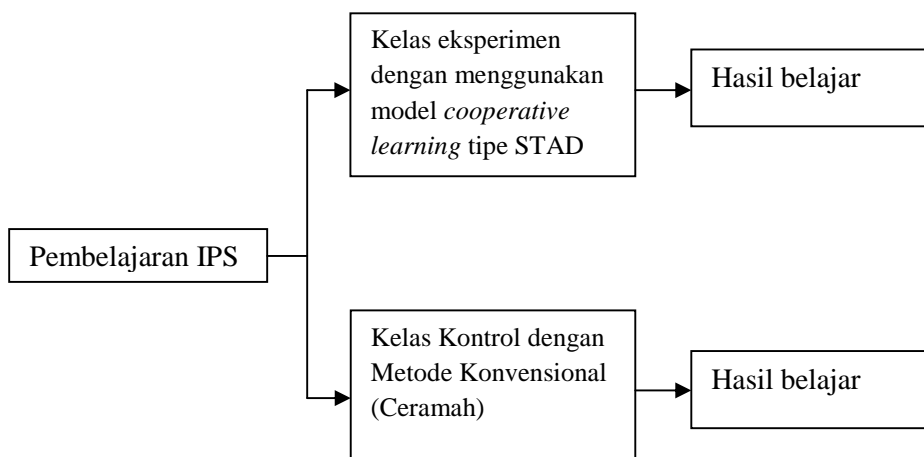 Kelas eksperimen
dengan menggunakan
model cooperative
learning tipe STAD
Hasil belajar
Pembelajaran IPS
Kelas Kontrol dengan
Metode Konvensional
(Ceramah)
Hasil belajar